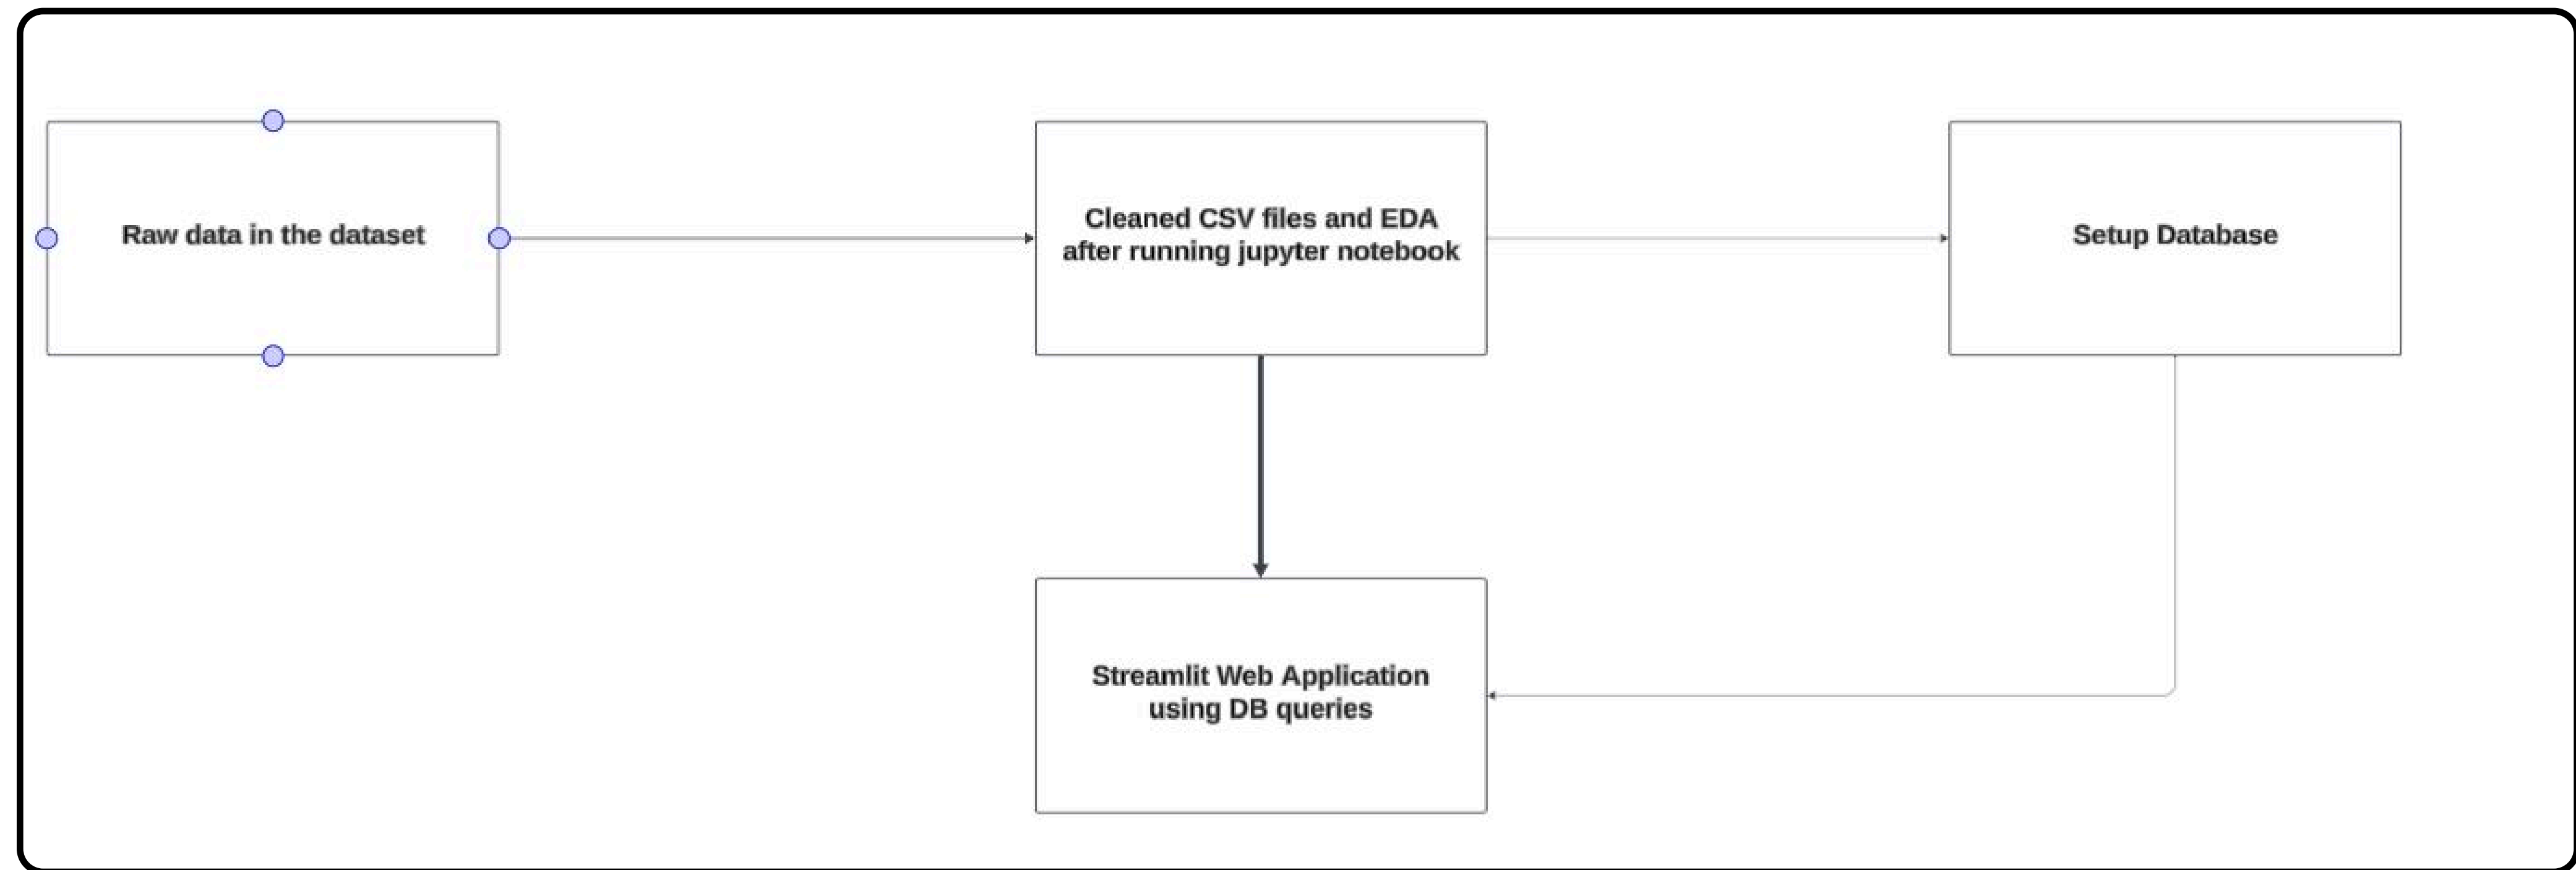 Raw data in the dataset
Cleaned CSV files and EDA
after running jupyter notebook
Setup Database
Streamlit Web Application
using DB queries